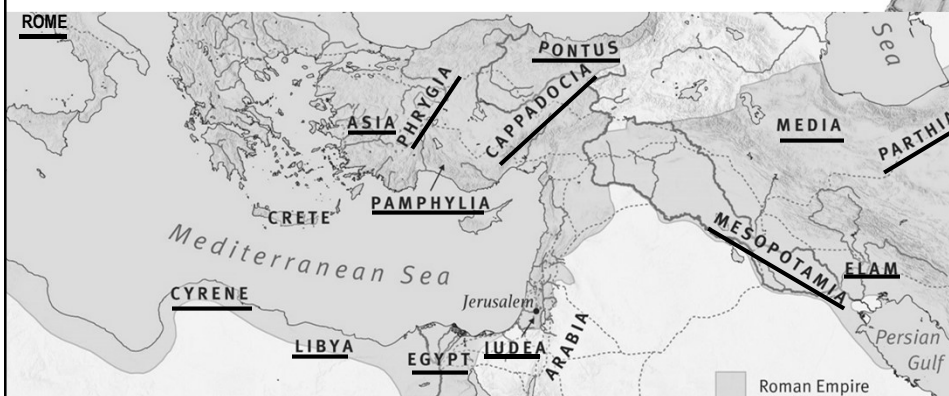 ROME
Sea
PONTUS
PHRYGIA
CAPPADOCIA
ASIA
MEDIA
PARTHI
PAMPHYLIA
CRETE
Mediterranean Sea
MESOPOTAMIA
ELAM
CYRENE
Jerusalem
LIBYA
EGYPT
JUDEA
ARABIA
Persian
Gulf
Roman Empire